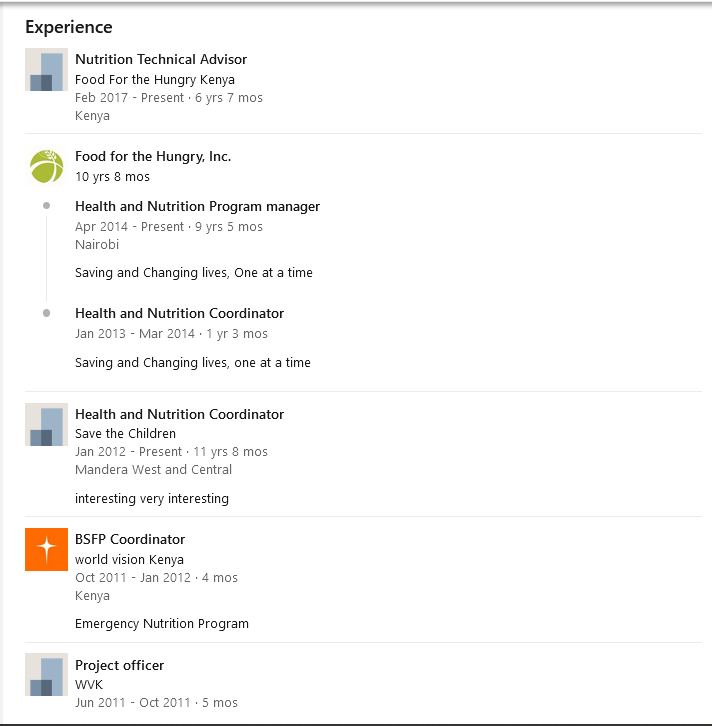 Experience
Nutrition Technical Advisor
Food For the Hungry Kenya
Feb 2017 - Present · 6 yrs 7 mos
Kenya
Food for the Hungry, Inc.
10 yrs 8 mos
Health and Nutrition Program manager
Apr 2014 - Present · 9 yrs 5 mos
Nairobi
Saving and Changing lives, One at a time
Health and Nutrition Coordinator
Jan 2013 - Mar 2014 · 1 yr 3 mos
Saving and Changing lives, one at a time
Health and Nutrition Coordinator
Save the Children
Jan 2012 - Present · 11 yrs 8 mos
Mandera West and Central
interesting very interesting
BSFP Coordinator
world vision Kenya
Oct 2011 - Jan 2012 · 4 mos
Kenya
Emergency Nutrition Program
Project officer
WVK
Jun 2011 - Oct 2011 · 5 mos